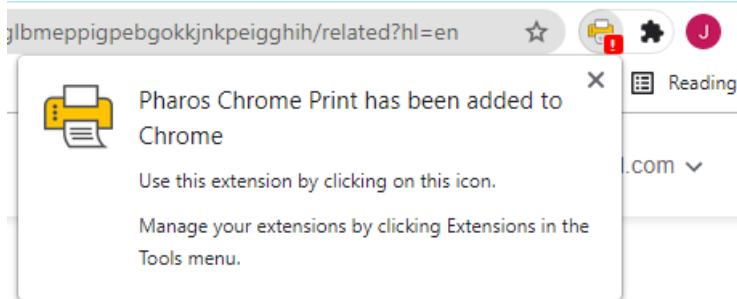 glbmeppigpebgokkjnkpeigghih/related?hl=en
!
J
Pharos Chrome Print has been added to
Chrome
Reading
Use this extension by clicking on this icon.
.com
Manage your extensions by clicking Extensions in the
Tools menu.